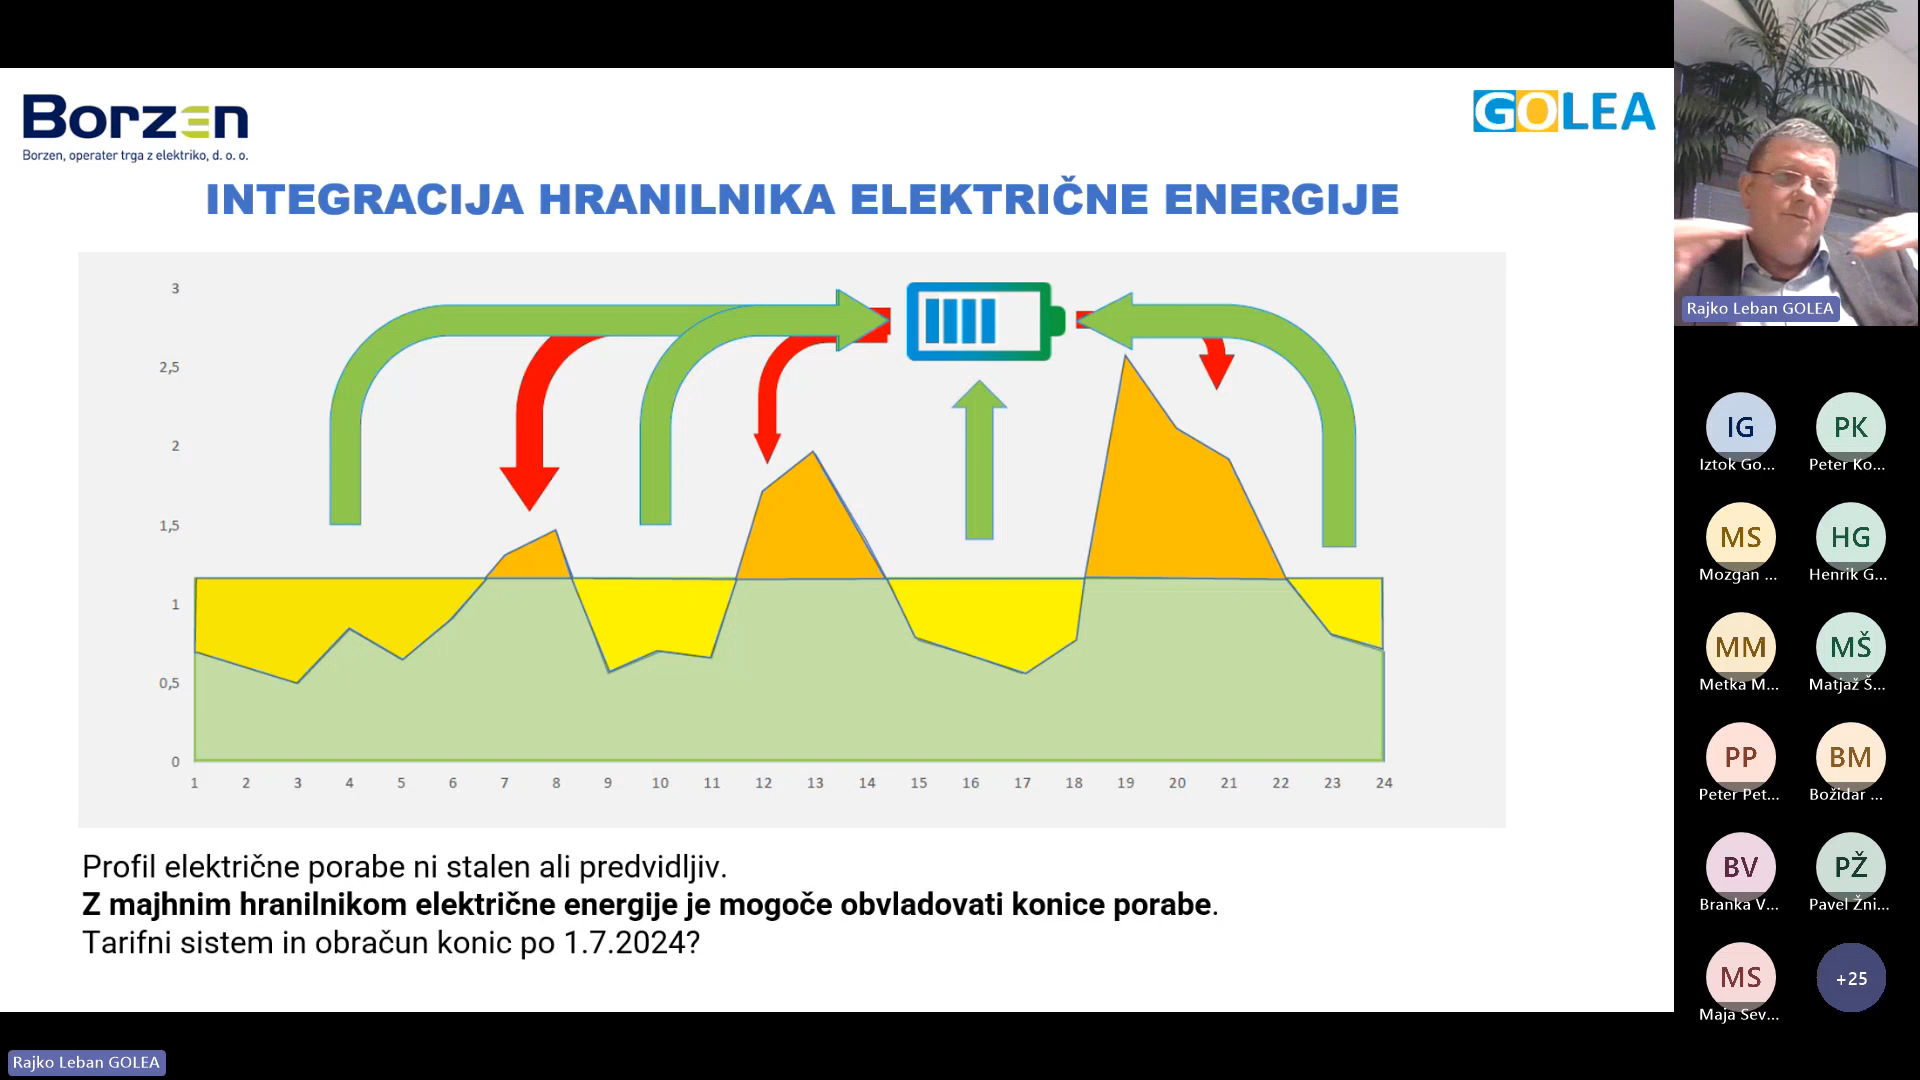 Borzen
Borzen, operater trga z elektriko, d. o. o.
GOLEA
INTEGRACIJA HRANILNIKA ELEKTRIČNE ENERGIJE
3
2,5
2
1,5
1
0,5
0
1 2 3 4 5 6 7 8 9 10 11 12 13 14 15 16 17 18 19 20 21 22 23 24
Profil električne porabe ni stalen ali predvidljiv.
Z majhnim hranilnikom električne energije je mogoče obvladovati konice porabe.
Tarifni sistem in obračun konic po 1.7.2024?
Rajko Leban GOLEA
Rajko Leban GOLEA
IG PK
Iztok Go... Peter Ko...
MS HG
Mozgan ... Henrik G...
MM MŠ
Metka M... Matjaž Š...
PP BM
Peter Pet... Božidar ...
BV PŽ
Branka V... Pavel Žni...
MS +25
Maja Sev...